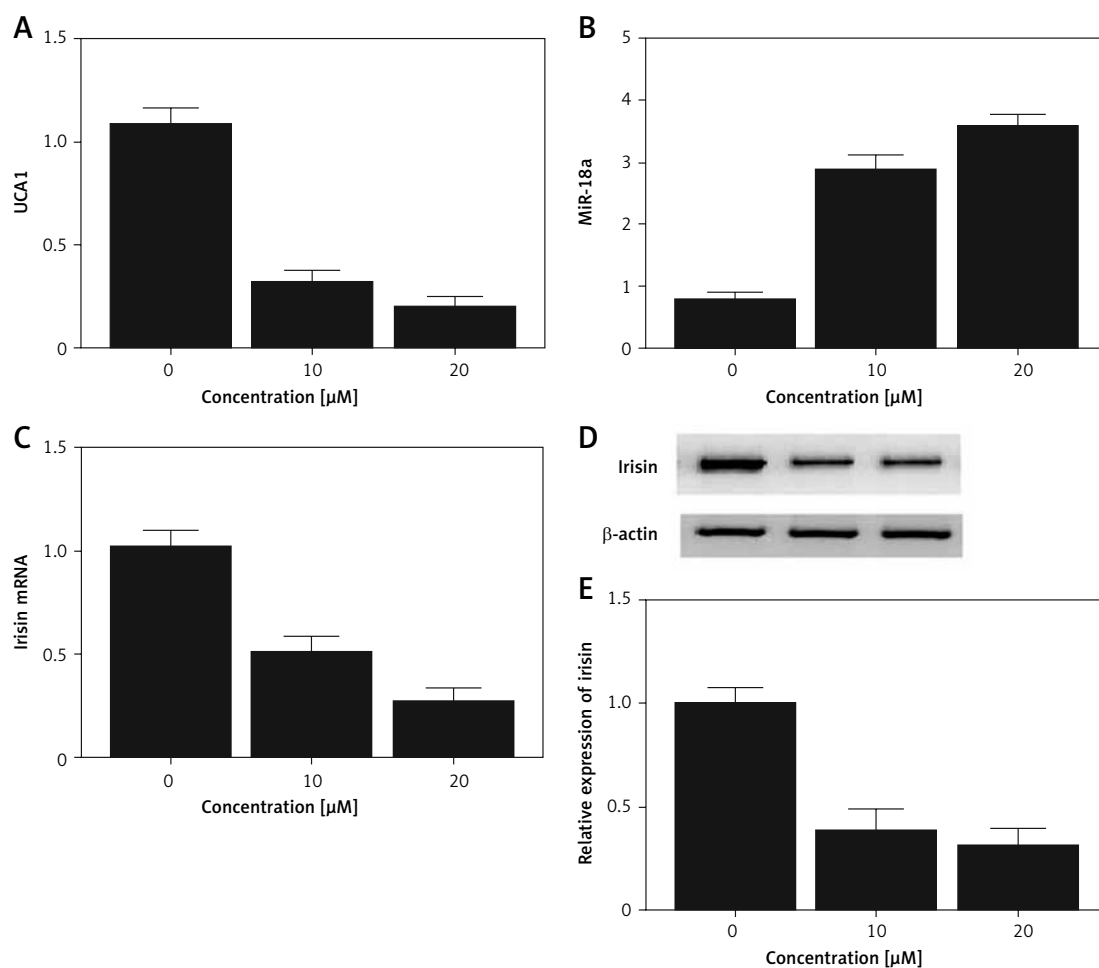 A
UCA1
1.5
1.0
0.5
0
0 10 20
Concentration [µM]
B
MiR-18a
5
4
3
2
1
0
0 10 20
Concentration [µM]
C
Irisin mRNA
1.5
1.0
0.5
0
0 10 20
Concentration [µM]
D
Irisin
β-actin
E
Relative expression of irisin
1.5
1.0
0.5
0
0 10 20
Concentration [µM]